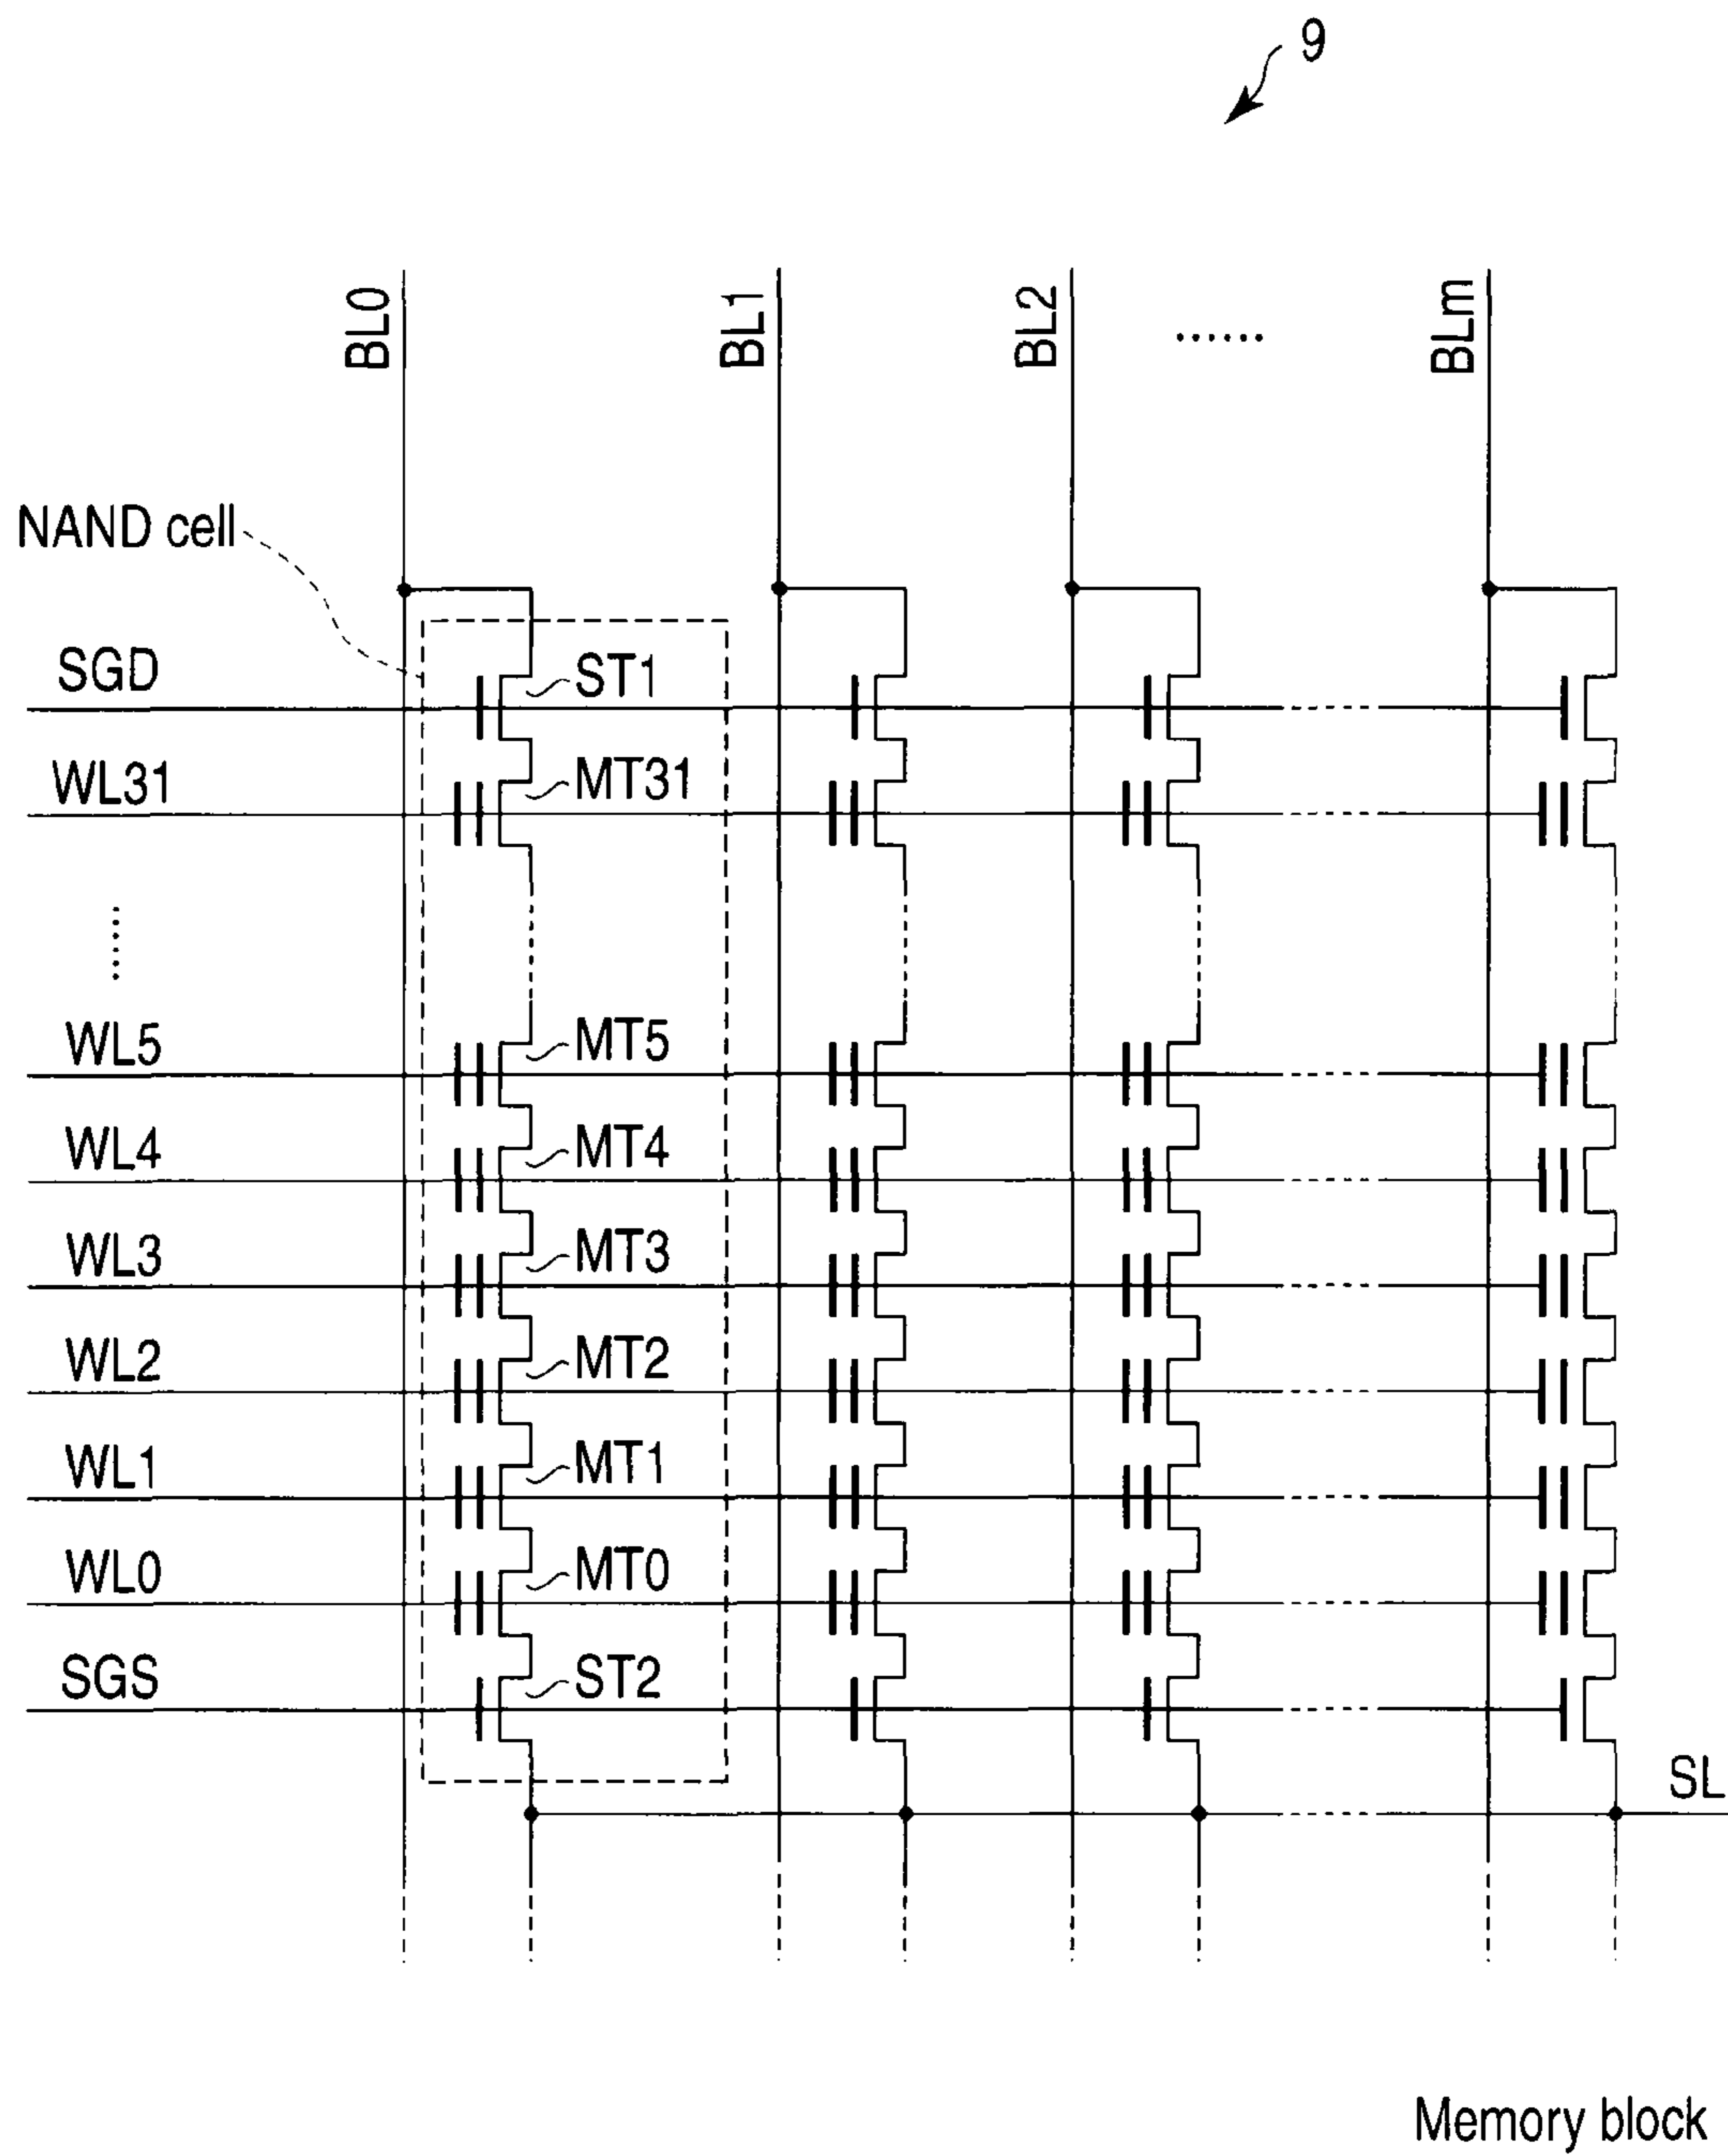 9
BL0 BL1 BL2 ...... BLm
NAND cell
SGD ST1
WL31 MT31
......
WL5 MT5
WL4 MT4
WL3 MT3
WL2 MT2
WL1 MT1
WL0 MT0
SGS ST2
SL
Memory block